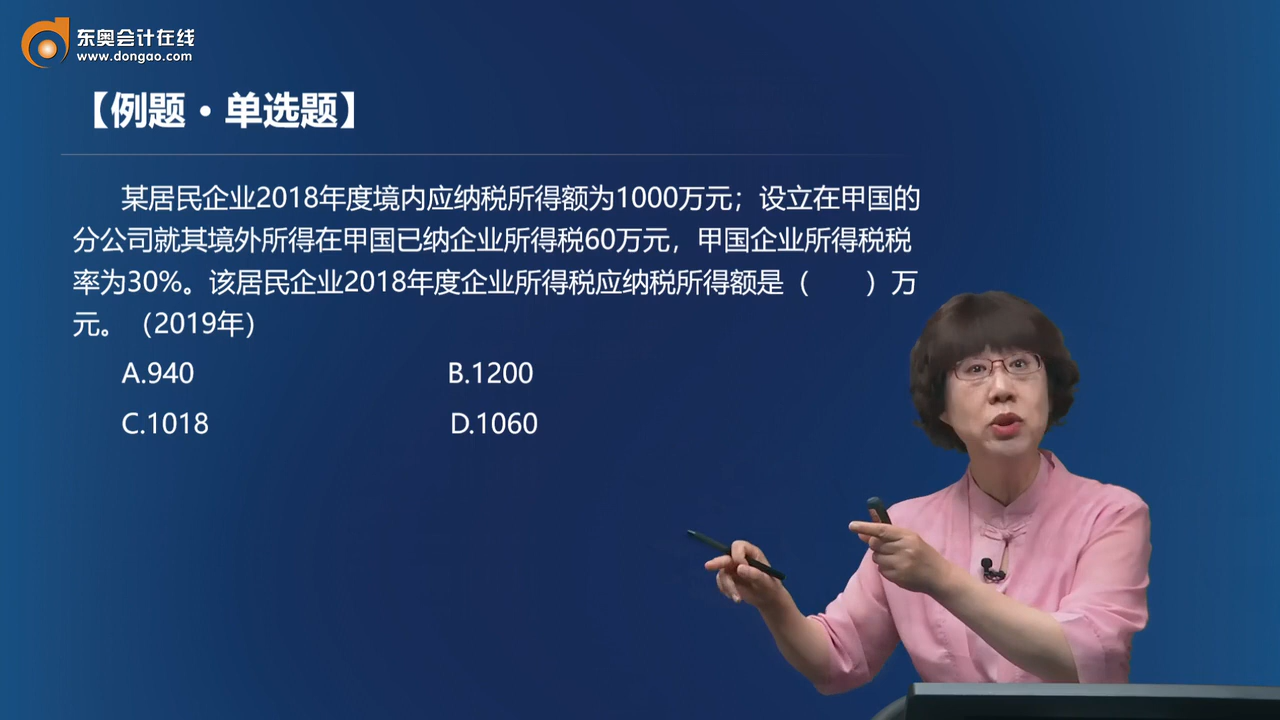 东奥会计在线
www.dongao.com
【例题·单选题】
某居民企业2018年度境内应纳税所得额为1000万元；设立在甲国的
分公司就其境外所得在甲国已纳企业所得税60万元，甲国企业所得税税
率为30%。该居民企业2018年度企业所得税应纳税所得额是（　　）万
元。（2019年）
A.940 B.1200
C.1018 D.1060